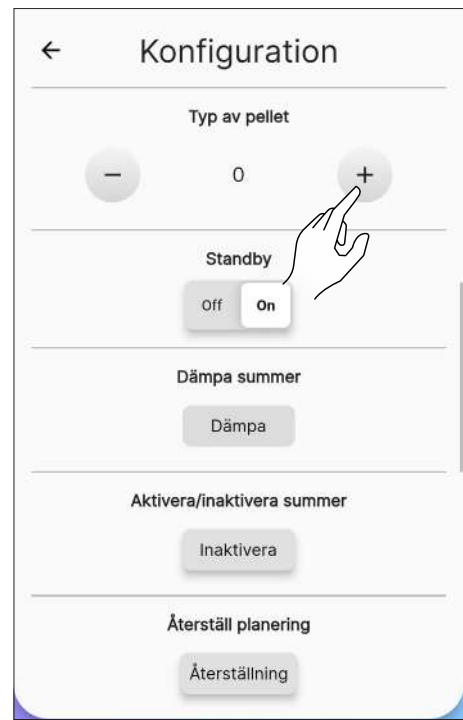 Konfiguration
Typ av pellet
− 0 +
Standby
Off On
Dämpa summer
Dämpa
Aktivera/inaktivera summer
Inaktivera
Återställ planering
Återställning